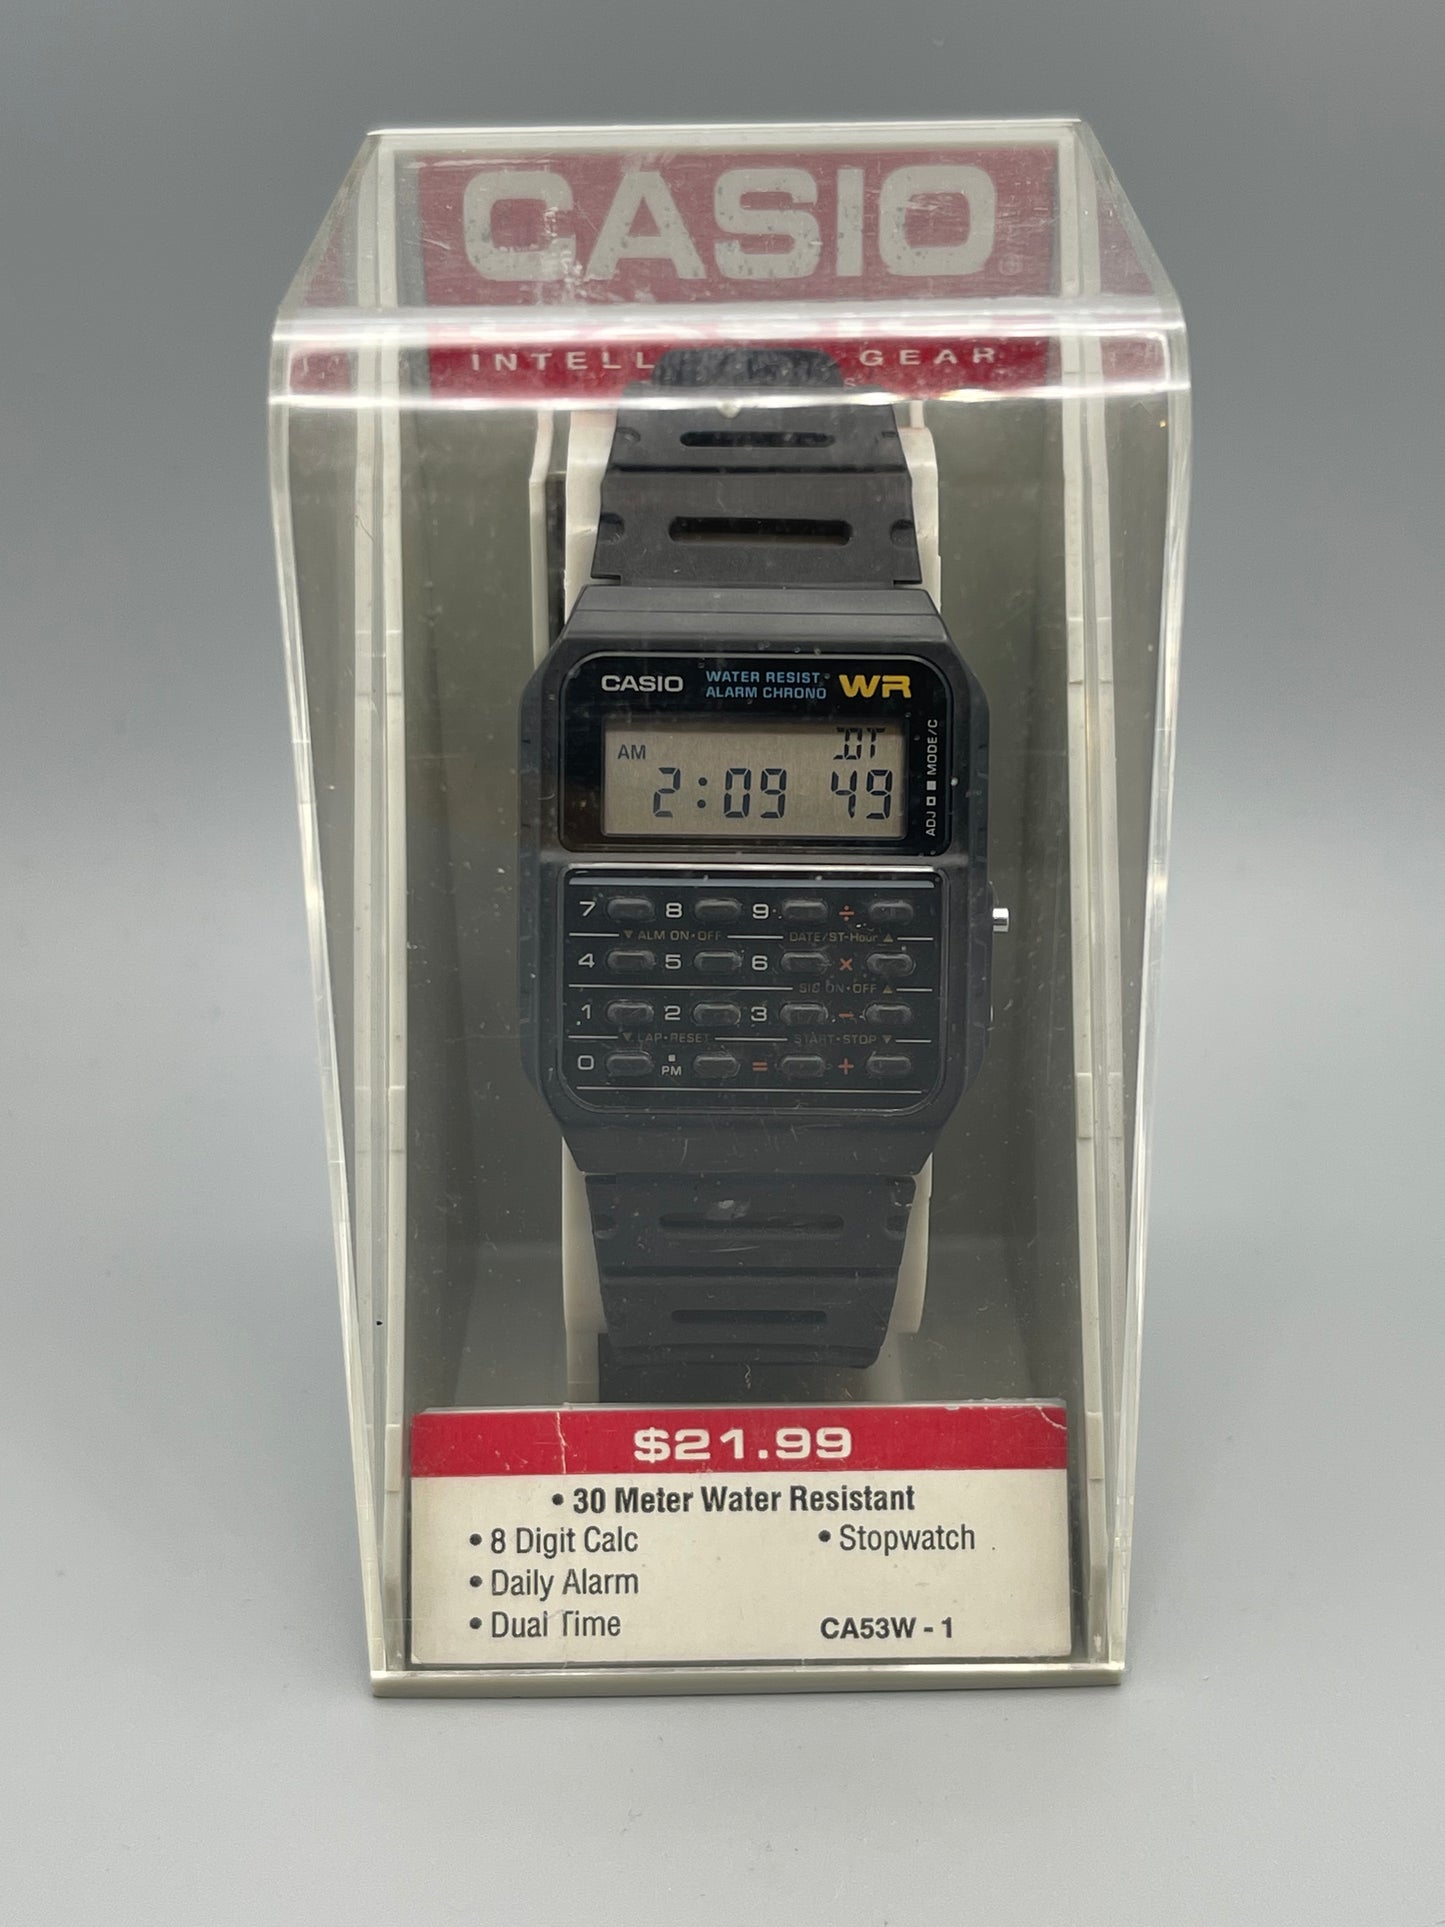 CASIO
INTELL GEAR
CASIO WATER RESIST WR
ALARM CHRONO
AM DT
2:09 49
ADJ MODE/C
7 8 9 ÷
▼ ALM ON•OFF DATE/ST-Hour ▲
4 5 6 ×
SIG ON•OFF ▲
1 2 3 −
▼ LAP•RESET START•STOP ▼
0 . PM = +
$21.99
• 30 Meter Water Resistant
• 8 Digit Calc • Stopwatch
• Daily Alarm
• Dual Time CA53W - 1